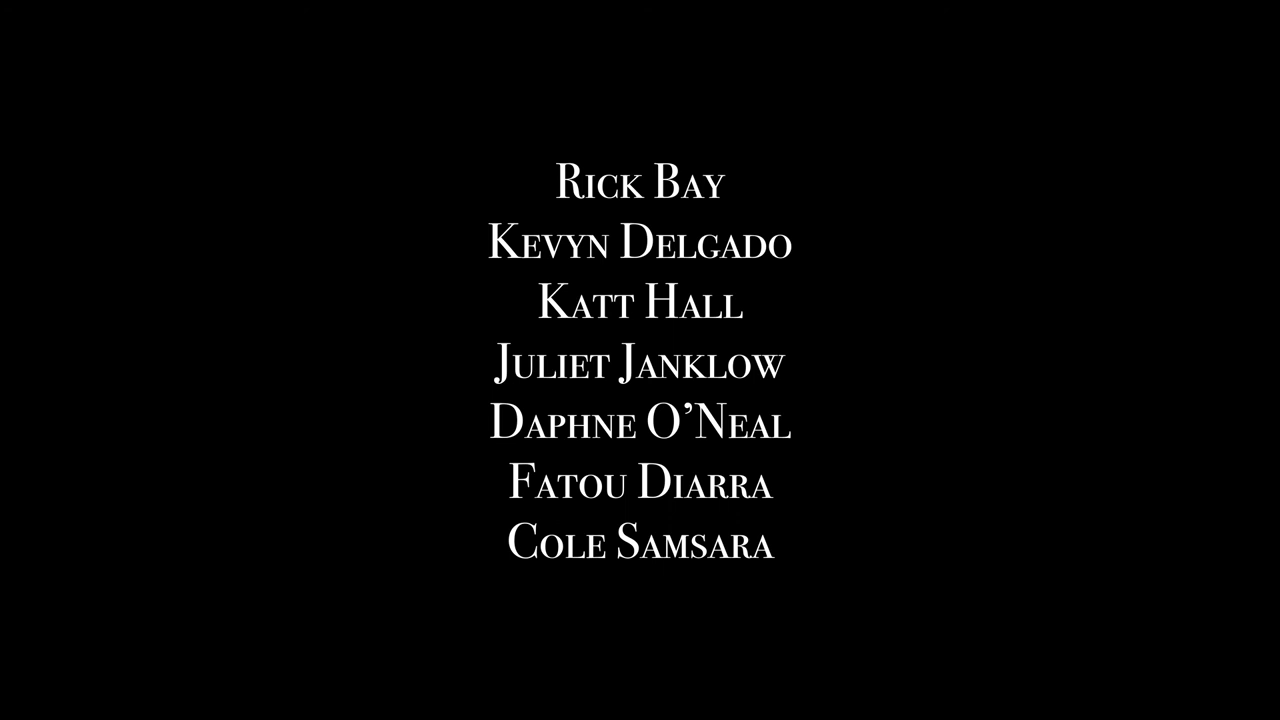 Rick Bay
Kevyn Delgado
Katt Hall
Juliet Janklow
Daphne O’Neal
Fatou Diarra
Cole Samsara